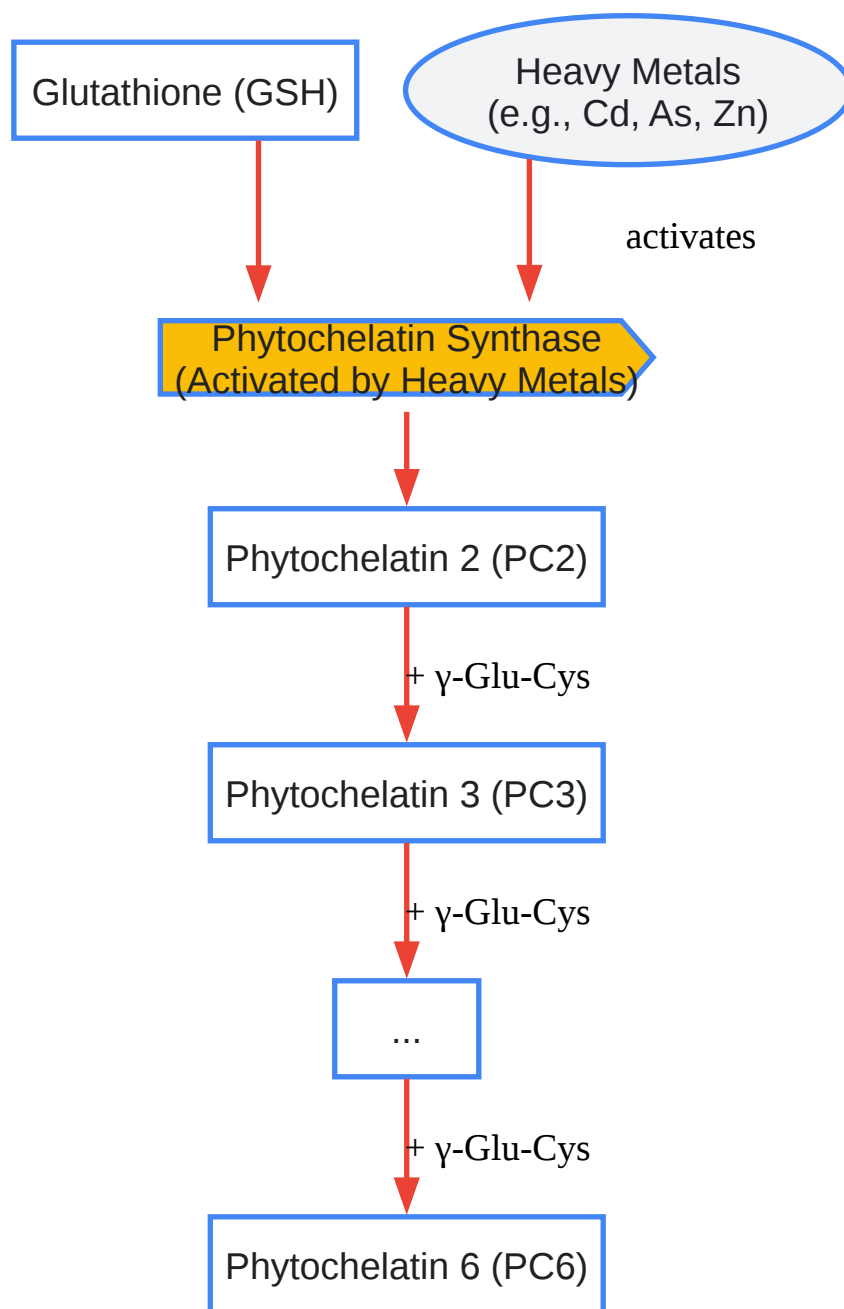 Glutathione (GSH)
Heavy Metals
(e.g., Cd, As, Zn)
activates
Phytochelatin Synthase
(Activated by Heavy Metals)
Phytochelatin 2 (PC2)
+ γ-Glu-Cys
Phytochelatin 3 (PC3)
+ γ-Glu-Cys
...
+ γ-Glu-Cys
Phytochelatin 6 (PC6)